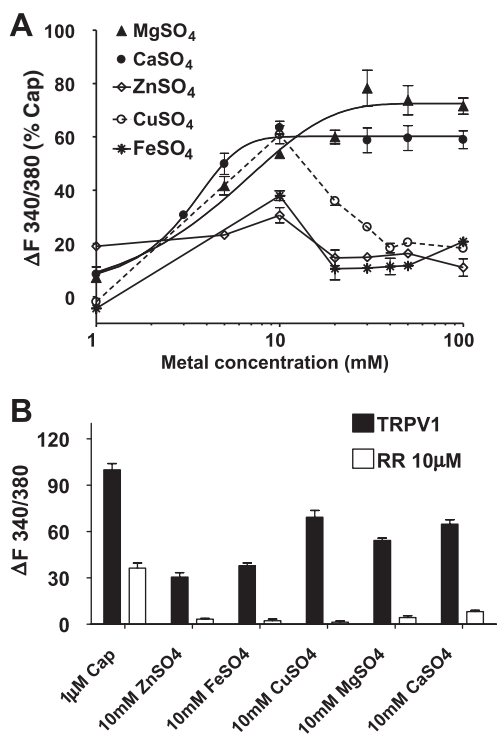 A
100
80
60
40
20
0
ΔF 340/380 (% Cap)
MgSO4
CaSO4
ZnSO4
CuSO4
FeSO4
1
10
100
Metal concentration (mM)
B
120
90
60
30
0
ΔF 340/380
TRPV1
RR 10μM
1μM Cap
10mM ZnSO4
10mM FeSO4
10mM CuSO4
10mM MgSO4
10mM CaSO4